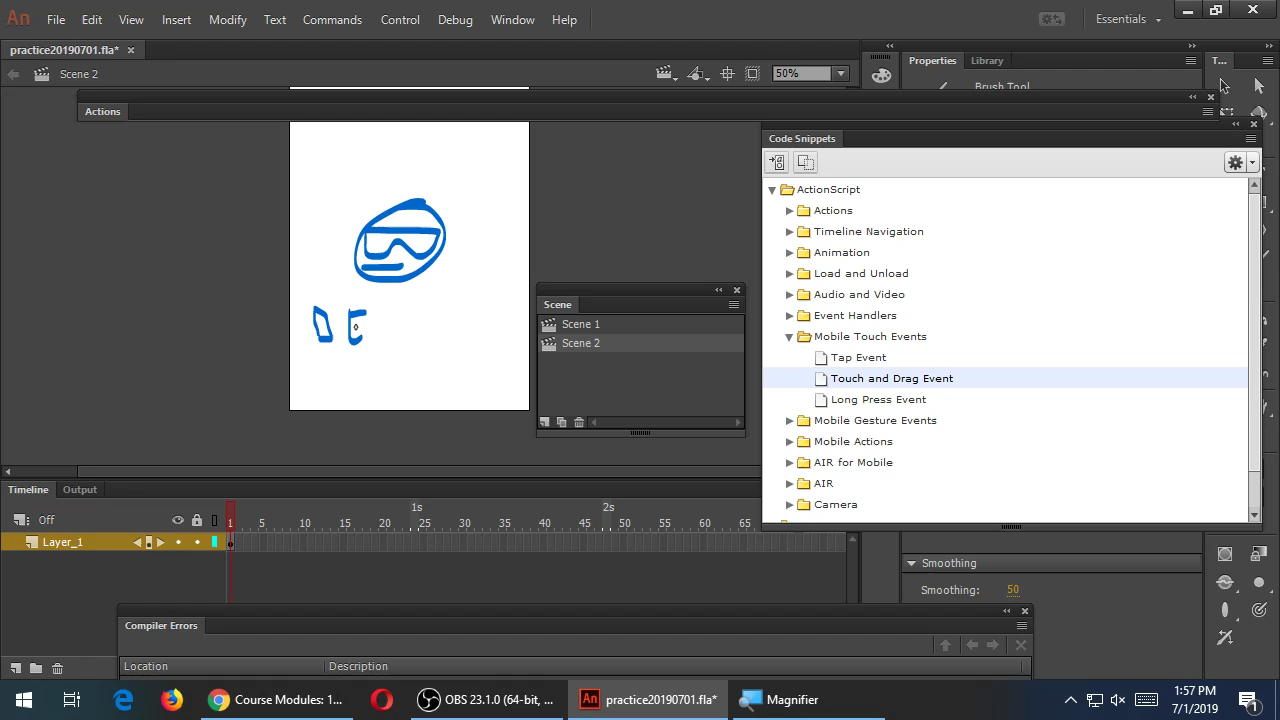 An File Edit View Insert Modify Text Commands Control Debug Window Help Essentials
practice20190701.fla*
Scene 2 50% Properties Library T...
Brush Tool
Actions
Code Snippets
ActionScript
Actions
Timeline Navigation
Animation
Load and Unload
Audio and Video
Event Handlers
Mobile Touch Events
Tap Event
Touch and Drag Event
Long Press Event
Mobile Gesture Events
Mobile Actions
AIR for Mobile
AIR
Camera
DE
Scene
Scene 1
Scene 2
Timeline Output
1s 2s
Off 1 5 10 15 20 25 30 35 40 45 50 55 60 65
Layer_1
Smoothing
Smoothing: 50
Compiler Errors
Location Description
Course Modules: 1... OBS 23.1.0 (64-bit, ... An practice20190701.fla* Magnifier
1:57 PM
7/1/2019
1